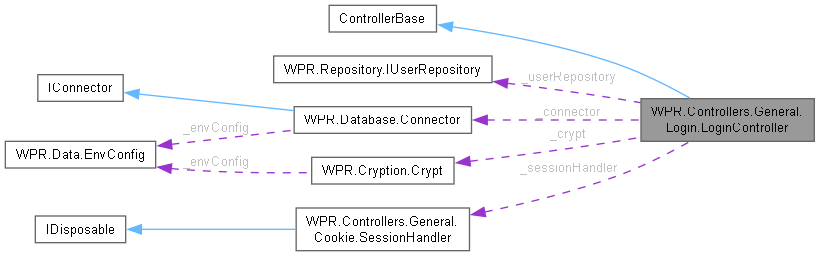 ControllerBase
WPR.Repository.IUserRepository
_userRepository
IConnector
WPR.Database.Connector
_connector
WPR.Controllers.General.
Login.LoginController
_envConfig
_crypt
WPR.Data.EnvConfig
_envConfig
WPR.Cryption.Crypt
_sessionHandler
IDisposable
WPR.Controllers.General.
Cookie.SessionHandler